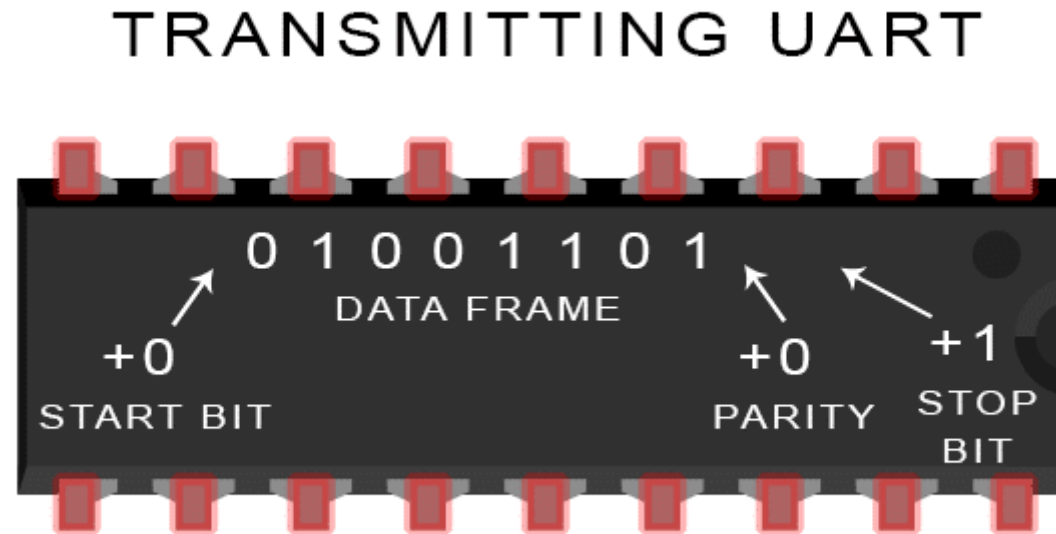 TRANSMITTING UART
0 1 0 0 1 1 0 1
DATA FRAME
+0
START BIT
+0
PARITY
+1
STOP
BIT